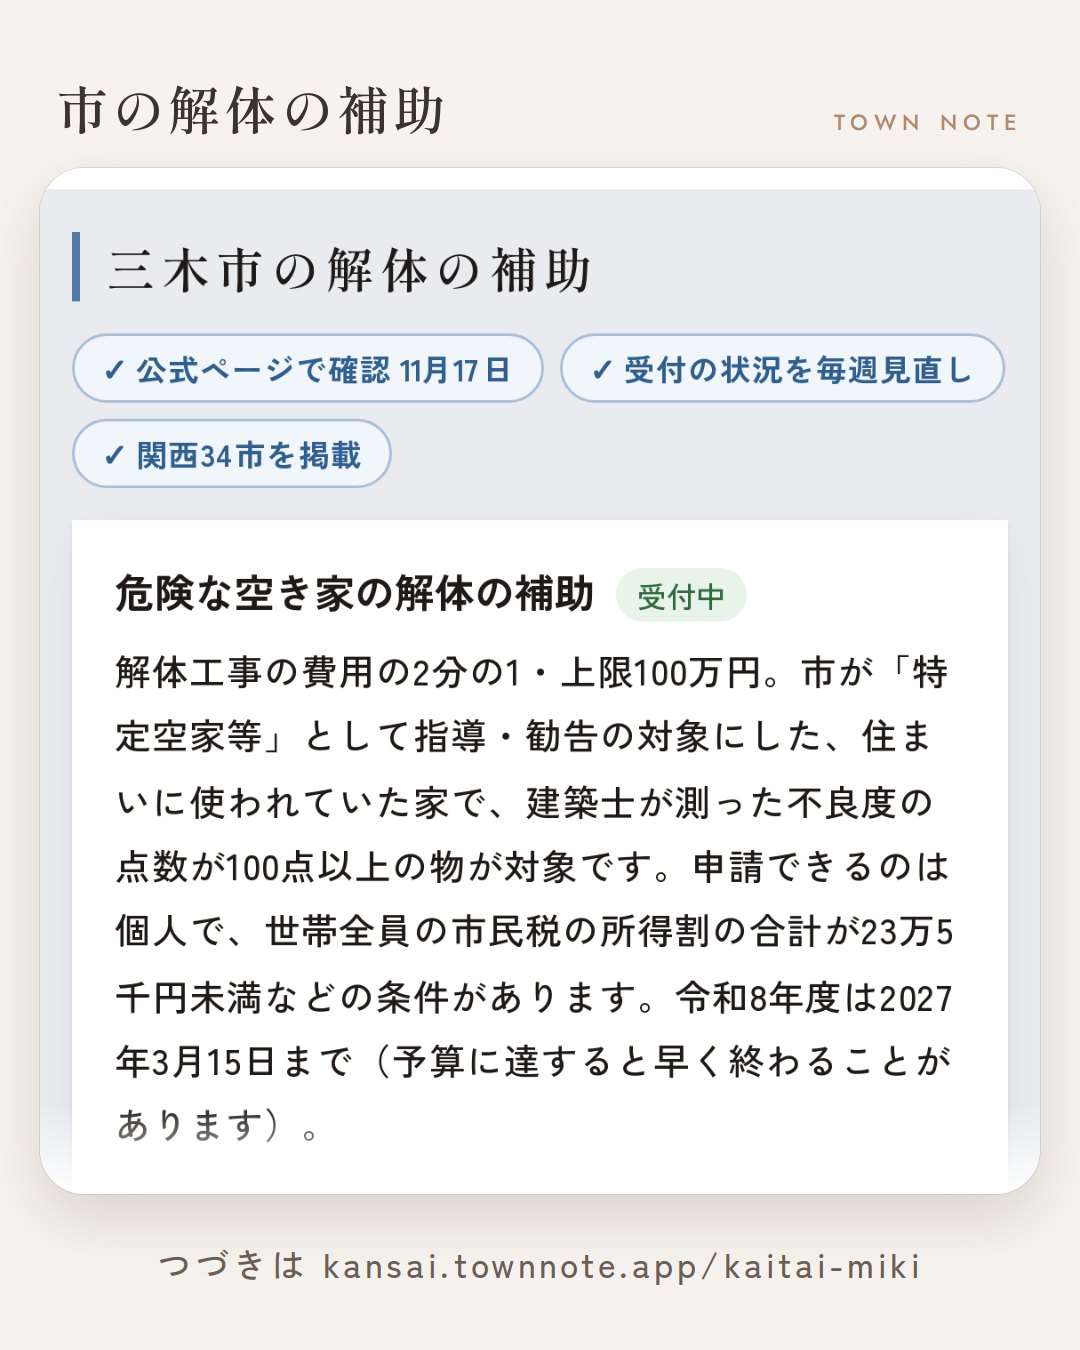 市の解体の補助
TOWN NOTE
三木市の解体の補助
✓ 公式ページで確認 11月17日
✓ 受付の状況を毎週見直し
✓ 関西34市を掲載
危険な空き家の解体の補助 受付中
解体工事の費用の2分の1・上限100万円。市が「特
定空家等」として指導・勧告の対象にした、住ま
いに使われていた家で、建築士が測った不良度の
点数が100点以上の物が対象です。申請できるのは
個人で、世帯全員の市民税の所得割の合計が23万5
千円未満などの条件があります。令和8年度は2027
年3月15日まで（予算に達すると早く終わることが
あります）。
つづきは kansai.townnote.app/kaitai-miki